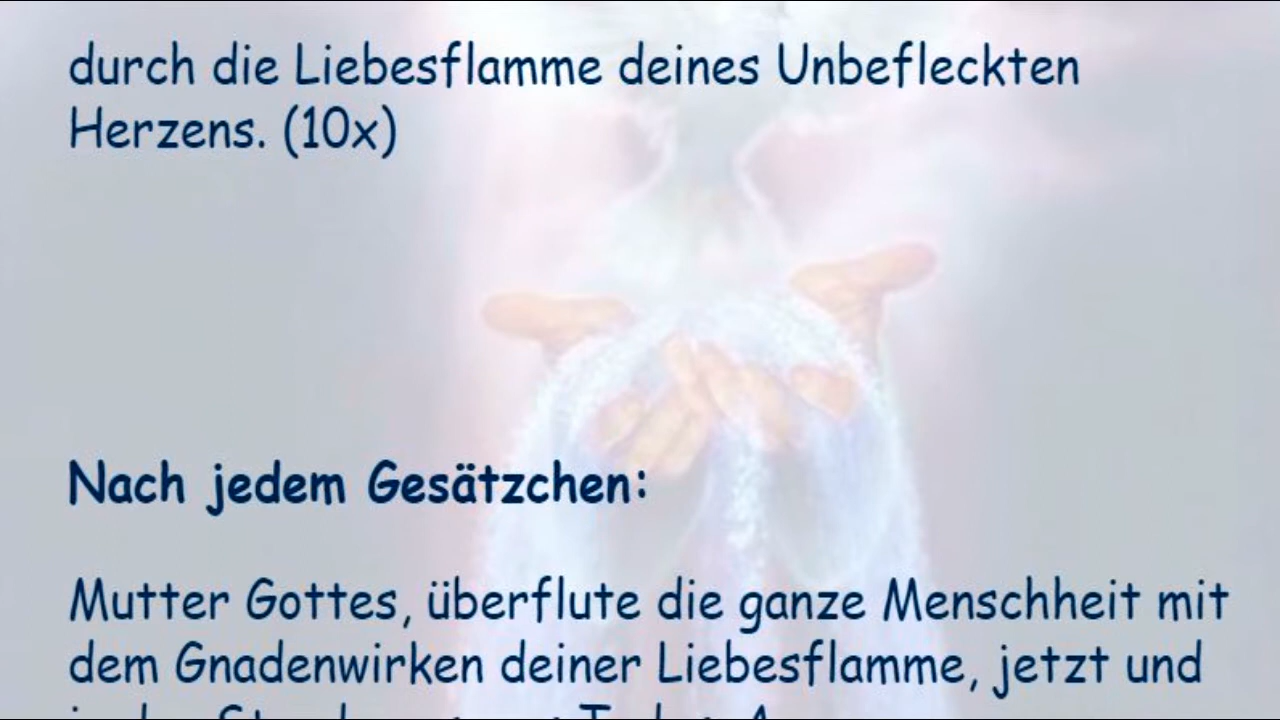 durch die Liebesflamme deines Unbefleckten
Herzens. (10x)
Nach jedem Gesätzchen:
Mutter Gottes, überflute die ganze Menschheit mit
dem Gnadenwirken deiner Liebesflamme, jetzt und